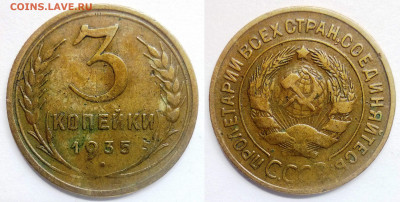 COINS.LAVE.RU
3
КОПЕЙКИ
1935
ПРОЛЕТАРИИ ВСЕХ СТРАН, СОЕДИНЯЙТЕСЬ!
СССР